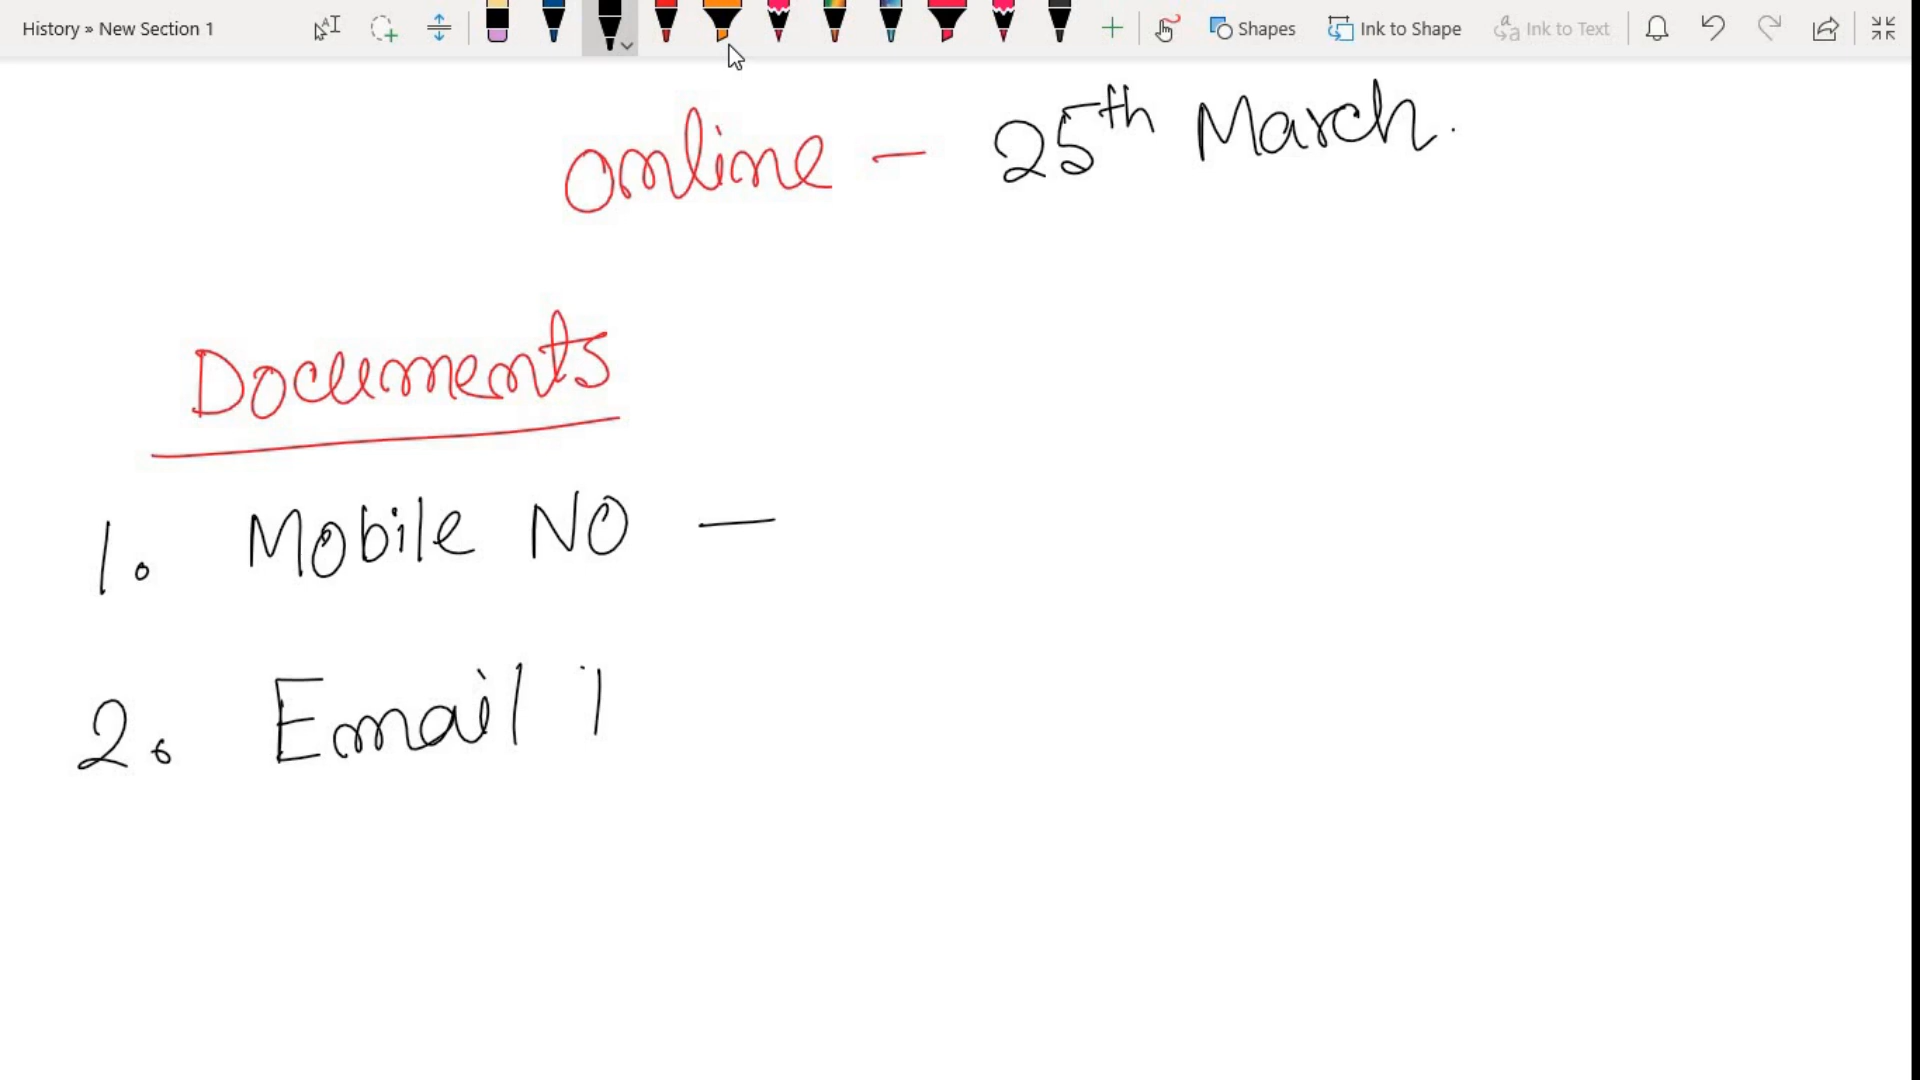 History » New Section 1 Shapes Ink to Shape Ink to Text
online - 25th March.
Documents
1. Mobile NO —
2. Email i